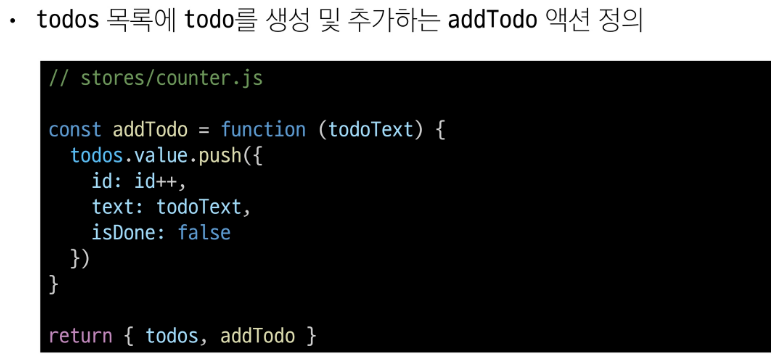 • todos 목록에 todo를 생성 및 추가하는 addTodo 액션 정의
// stores/counter.js
const addTodo = function (todoText) {
  todos.value.push({
    id: id++,
    text: todoText,
    isDone: false
  })
}
return { todos, addTodo }